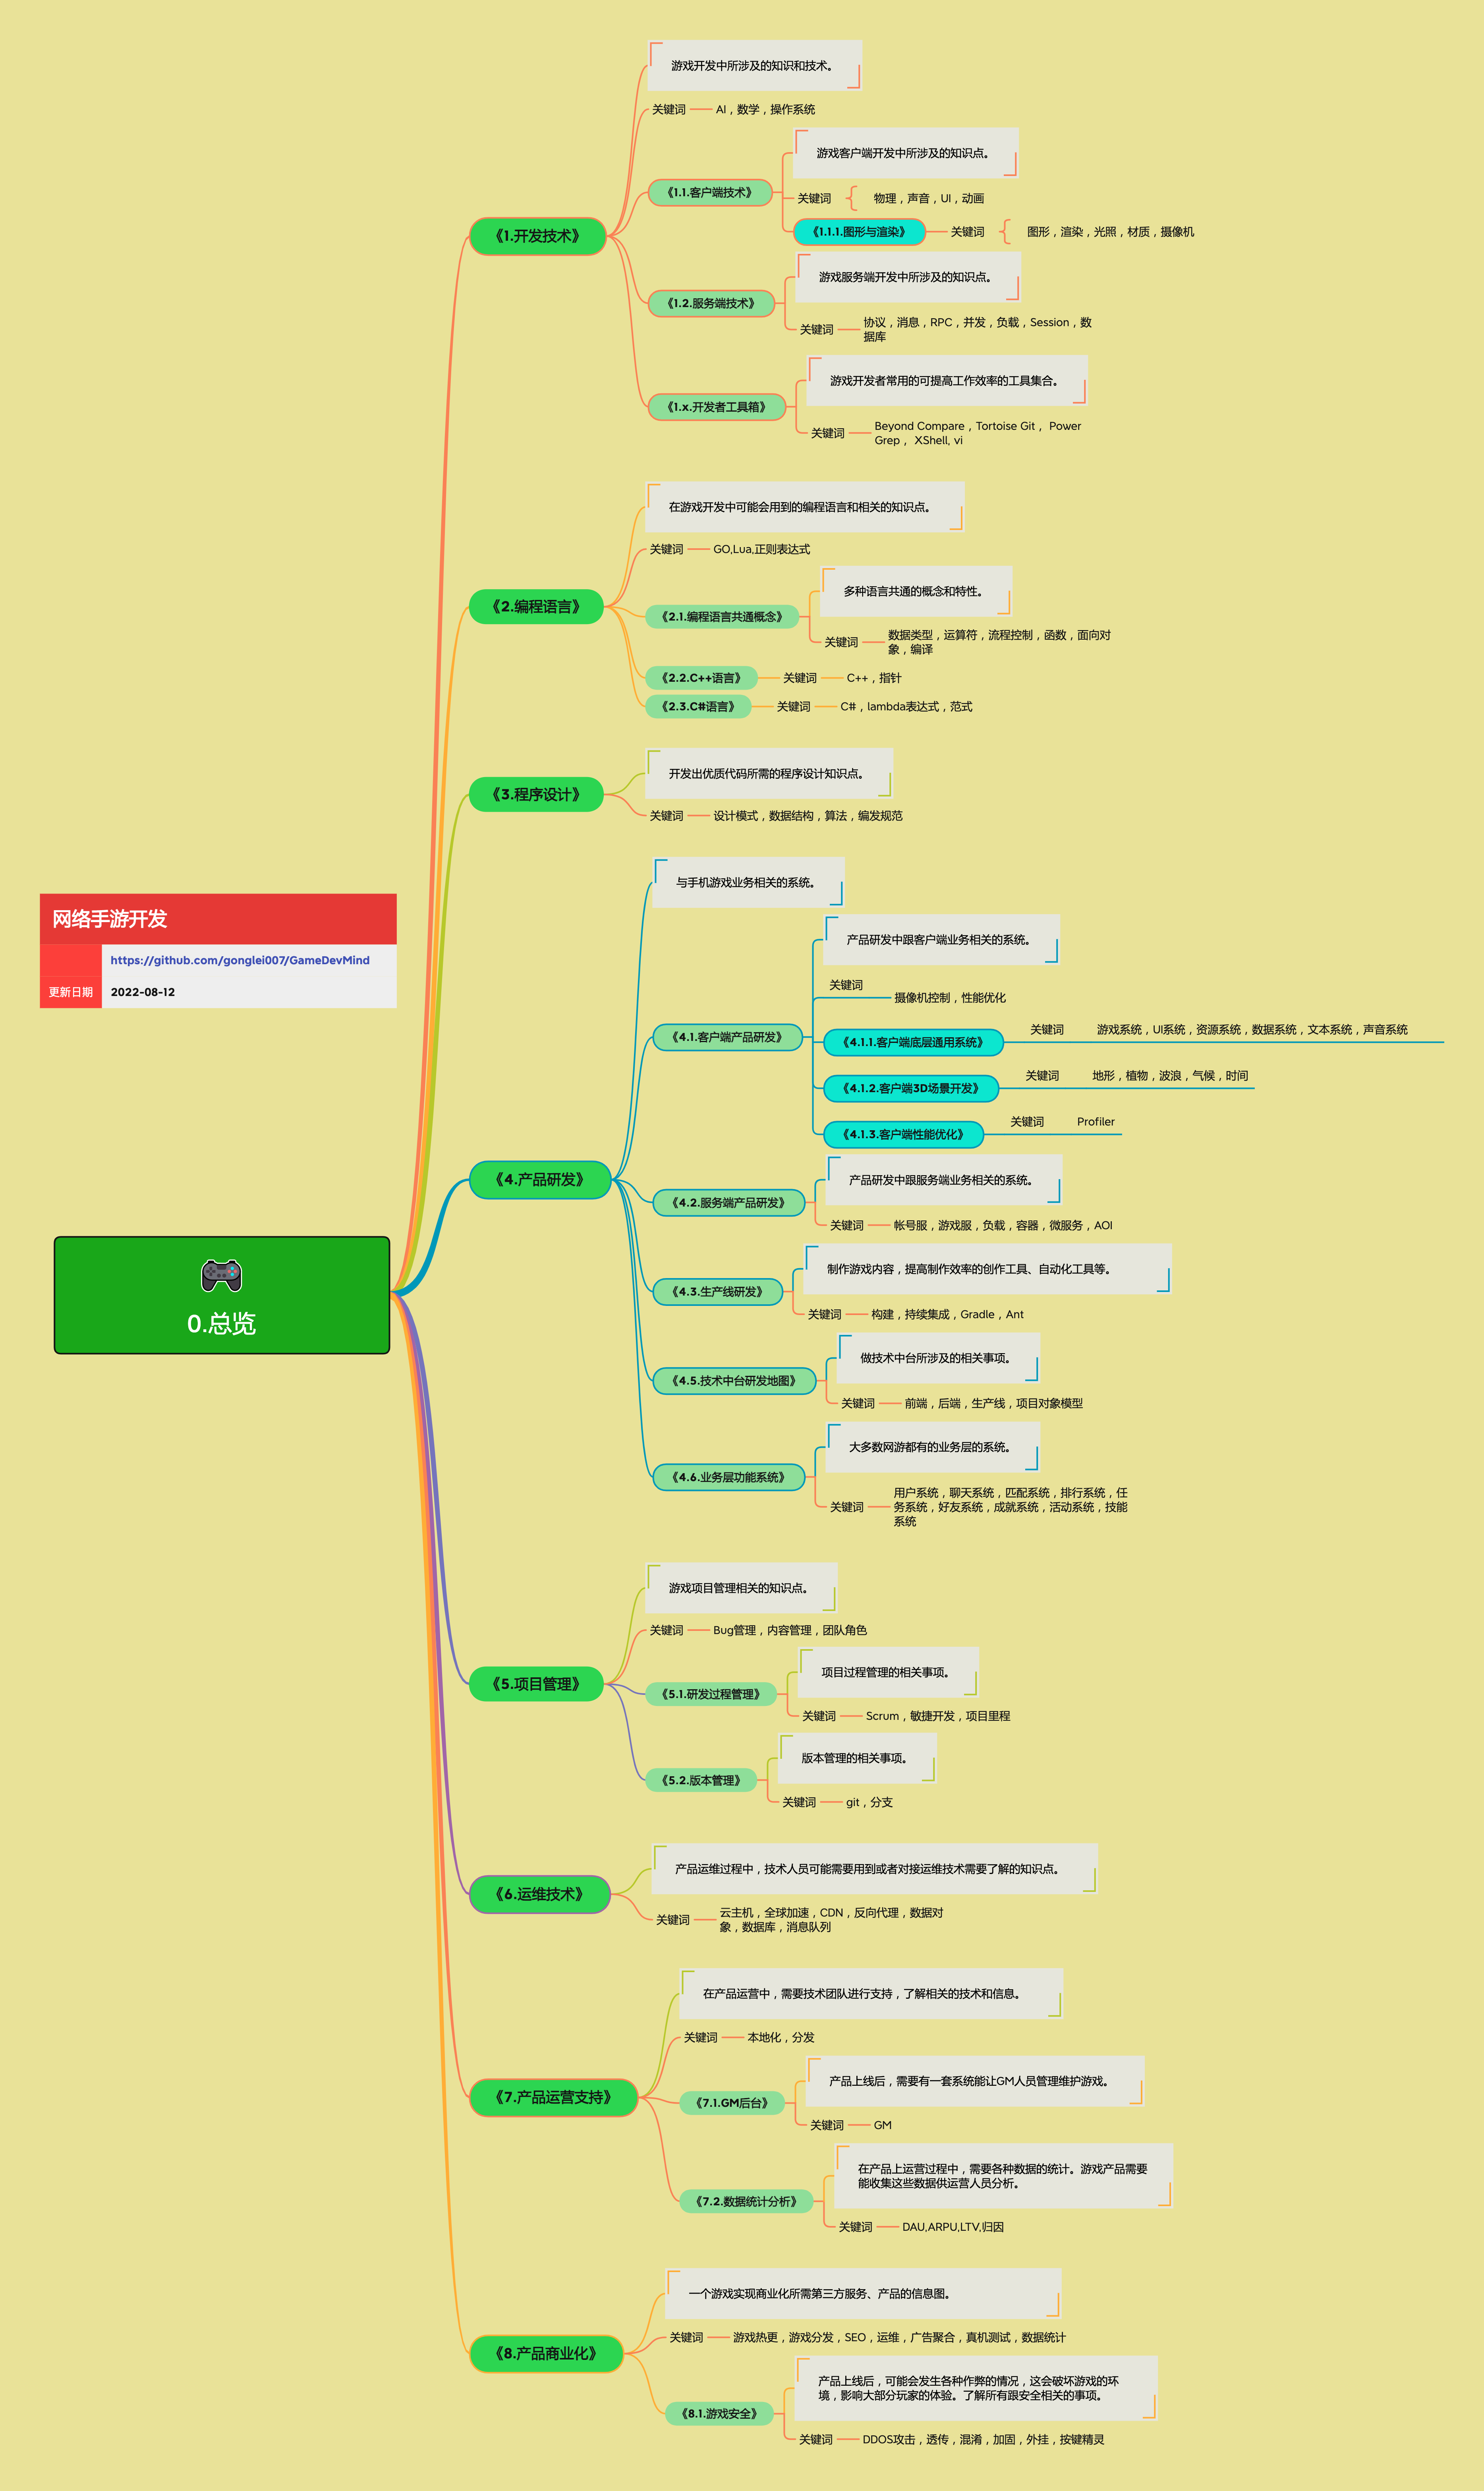 网络手游开发
https://github.com/gonglei007/GameDevMind
更新日期 2022-08-12
0.总览
《1.开发技术》
游戏开发中所涉及的知识和技术。
关键词 AI，数学，操作系统
《1.1.客户端技术》
游戏客户端开发中所涉及的知识点。
关键词 物理，声音，UI，动画
《1.1.1.图形与渲染》 关键词 图形，渲染，光照，材质，摄像机
《1.2.服务端技术》
游戏服务端开发中所涉及的知识点。
关键词 协议，消息，RPC，并发，负载，Session，数
据库
《1.x.开发者工具箱》
游戏开发者常用的可提高工作效率的工具集合。
关键词 Beyond Compare，Tortoise Git， Power
Grep， XShell, vi
《2.编程语言》
在游戏开发中可能会用到的编程语言和相关的知识点。
关键词 GO,Lua,正则表达式
《2.1.编程语言共通概念》
多种语言共通的概念和特性。
关键词 数据类型，运算符，流程控制，函数，面向对
象，编译
《2.2.C++语言》 关键词 C++，指针
《2.3.C#语言》 关键词 C#，lambda表达式，范式
《3.程序设计》
开发出优质代码所需的程序设计知识点。
关键词 设计模式，数据结构，算法，编发规范
《4.产品研发》
与手机游戏业务相关的系统。
《4.1.客户端产品研发》
产品研发中跟客户端业务相关的系统。
关键词 摄像机控制，性能优化
《4.1.1.客户端底层通用系统》 关键词 游戏系统，UI系统，资源系统，数据系统，文本系统，声音系统
《4.1.2.客户端3D场景开发》 关键词 地形，植物，波浪，气候，时间
《4.1.3.客户端性能优化》 关键词 Profiler
《4.2.服务端产品研发》
产品研发中跟服务端业务相关的系统。
关键词 帐号服，游戏服，负载，容器，微服务，AOI
《4.3.生产线研发》
制作游戏内容，提高制作效率的创作工具、自动化工具等。
关键词 构建，持续集成，Gradle，Ant
《4.5.技术中台研发地图》
做技术中台所涉及的相关事项。
关键词 前端，后端，生产线，项目对象模型
《4.6.业务层功能系统》
大多数网游都有的业务层的系统。
关键词 用户系统，聊天系统，匹配系统，排行系统，任
务系统，好友系统，成就系统，活动系统，技能
系统
《5.项目管理》
游戏项目管理相关的知识点。
关键词 Bug管理，内容管理，团队角色
《5.1.研发过程管理》
项目过程管理的相关事项。
关键词 Scrum，敏捷开发，项目里程
《5.2.版本管理》
版本管理的相关事项。
关键词 git，分支
《6.运维技术》
产品运维过程中，技术人员可能需要用到或者对接运维技术需要了解的知识点。
关键词 云主机，全球加速，CDN，反向代理，数据对
象，数据库，消息队列
《7.产品运营支持》
在产品运营中，需要技术团队进行支持，了解相关的技术和信息。
关键词 本地化，分发
《7.1.GM后台》
产品上线后，需要有一套系统能让GM人员管理维护游戏。
关键词 GM
《7.2.数据统计分析》
在产品上运营过程中，需要各种数据的统计。游戏产品需要
能收集这些数据供运营人员分析。
关键词 DAU,ARPU,LTV,归因
《8.产品商业化》
一个游戏实现商业化所需第三方服务、产品的信息图。
关键词 游戏热更，游戏分发，SEO，运维，广告聚合，真机测试，数据统计
《8.1.游戏安全》
产品上线后，可能会发生各种作弊的情况，这会破坏游戏的环
境，影响大部分玩家的体验。了解所有跟安全相关的事项。
关键词 DDOS攻击，透传，混淆，加固，外挂，按键精灵